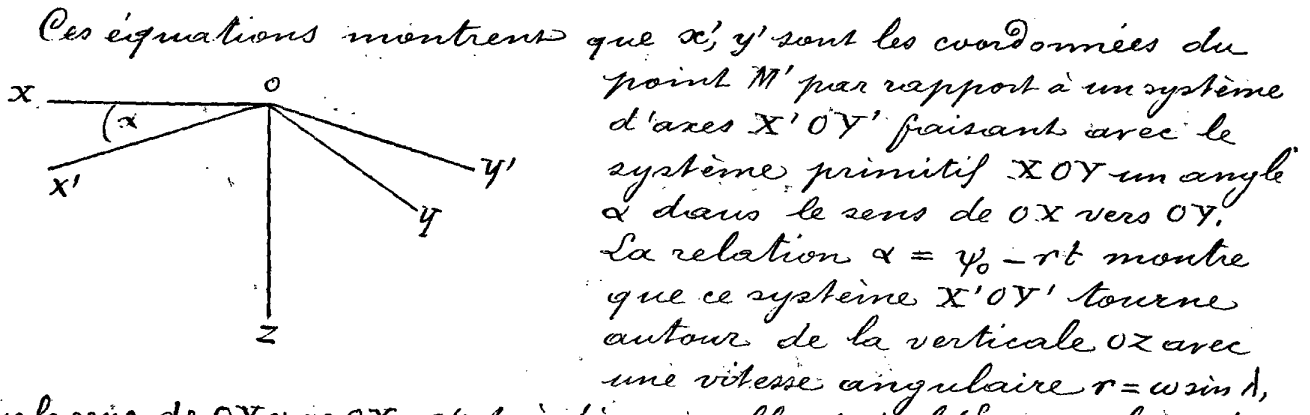 Ces équations montrent que x', y' sont les coordonnées du
point M' par rapport à un système
d'axes X'OY' faisant avec le
système primitif XOY un angle
α dans le sens de OX vers OY.
La relation α = ψ₀ - rt montre
que ce système X'OY' tourne
autour de la verticale OZ avec
une vitesse angulaire r = ω sin λ,
O
X
α
X'
Y'
Y
Z